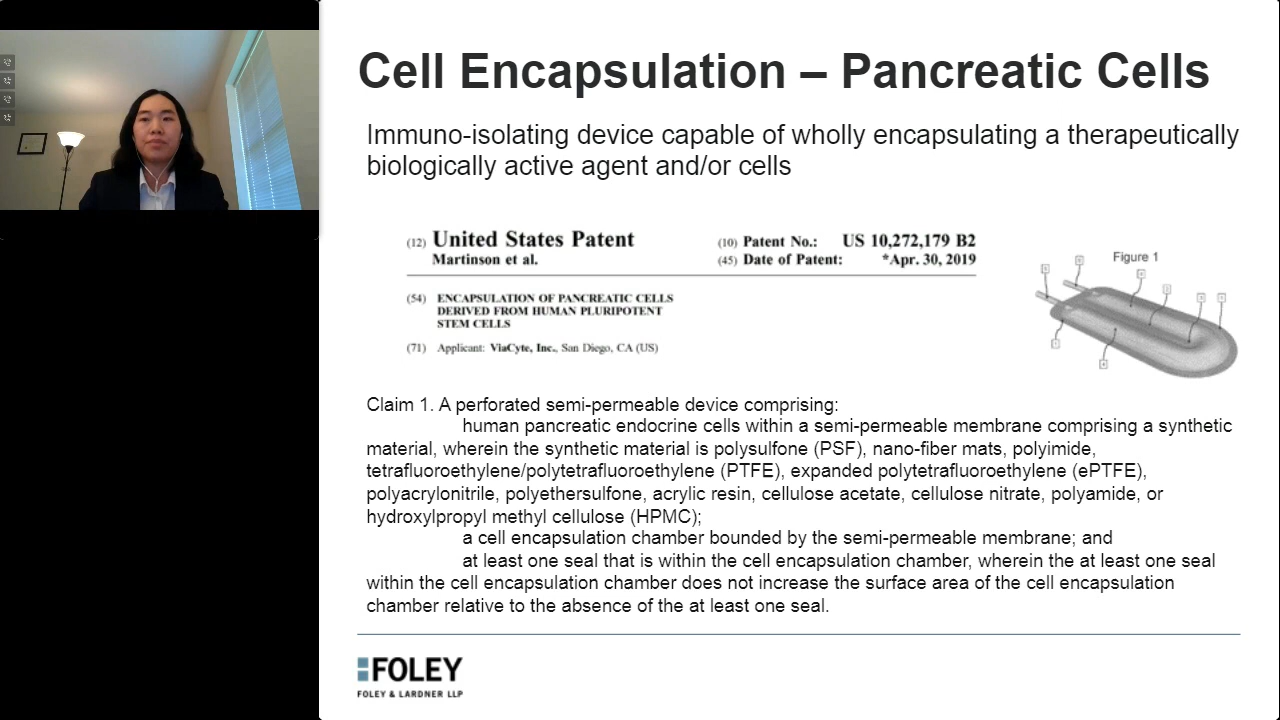 Cell Encapsulation – Pancreatic Cells
Immuno-isolating device capable of wholly encapsulating a therapeutically
biologically active agent and/or cells
(12) United States Patent
Martinson et al.
(10) Patent No.: US 10,272,179 B2
(45) Date of Patent: *Apr. 30, 2019
(54) ENCAPSULATION OF PANCREATIC CELLS
DERIVED FROM HUMAN PLURIPOTENT
STEM CELLS
(71) Applicant: ViaCyte, Inc., San Diego, CA (US)
Figure 1
Claim 1. A perforated semi-permeable device comprising:
human pancreatic endocrine cells within a semi-permeable membrane comprising a synthetic
material, wherein the synthetic material is polysulfone (PSF), nano-fiber mats, polyimide,
tetrafluoroethylene/polytetrafluoroethylene (PTFE), expanded polytetrafluoroethylene (ePTFE),
polyacrylonitrile, polyethersulfone, acrylic resin, cellulose acetate, cellulose nitrate, polyamide, or
hydroxylpropyl methyl cellulose (HPMC);
a cell encapsulation chamber bounded by the semi-permeable membrane; and
at least one seal that is within the cell encapsulation chamber, wherein the at least one seal
within the cell encapsulation chamber does not increase the surface area of the cell encapsulation
chamber relative to the absence of the at least one seal.
FOLEY
FOLEY & LARDNER LLP